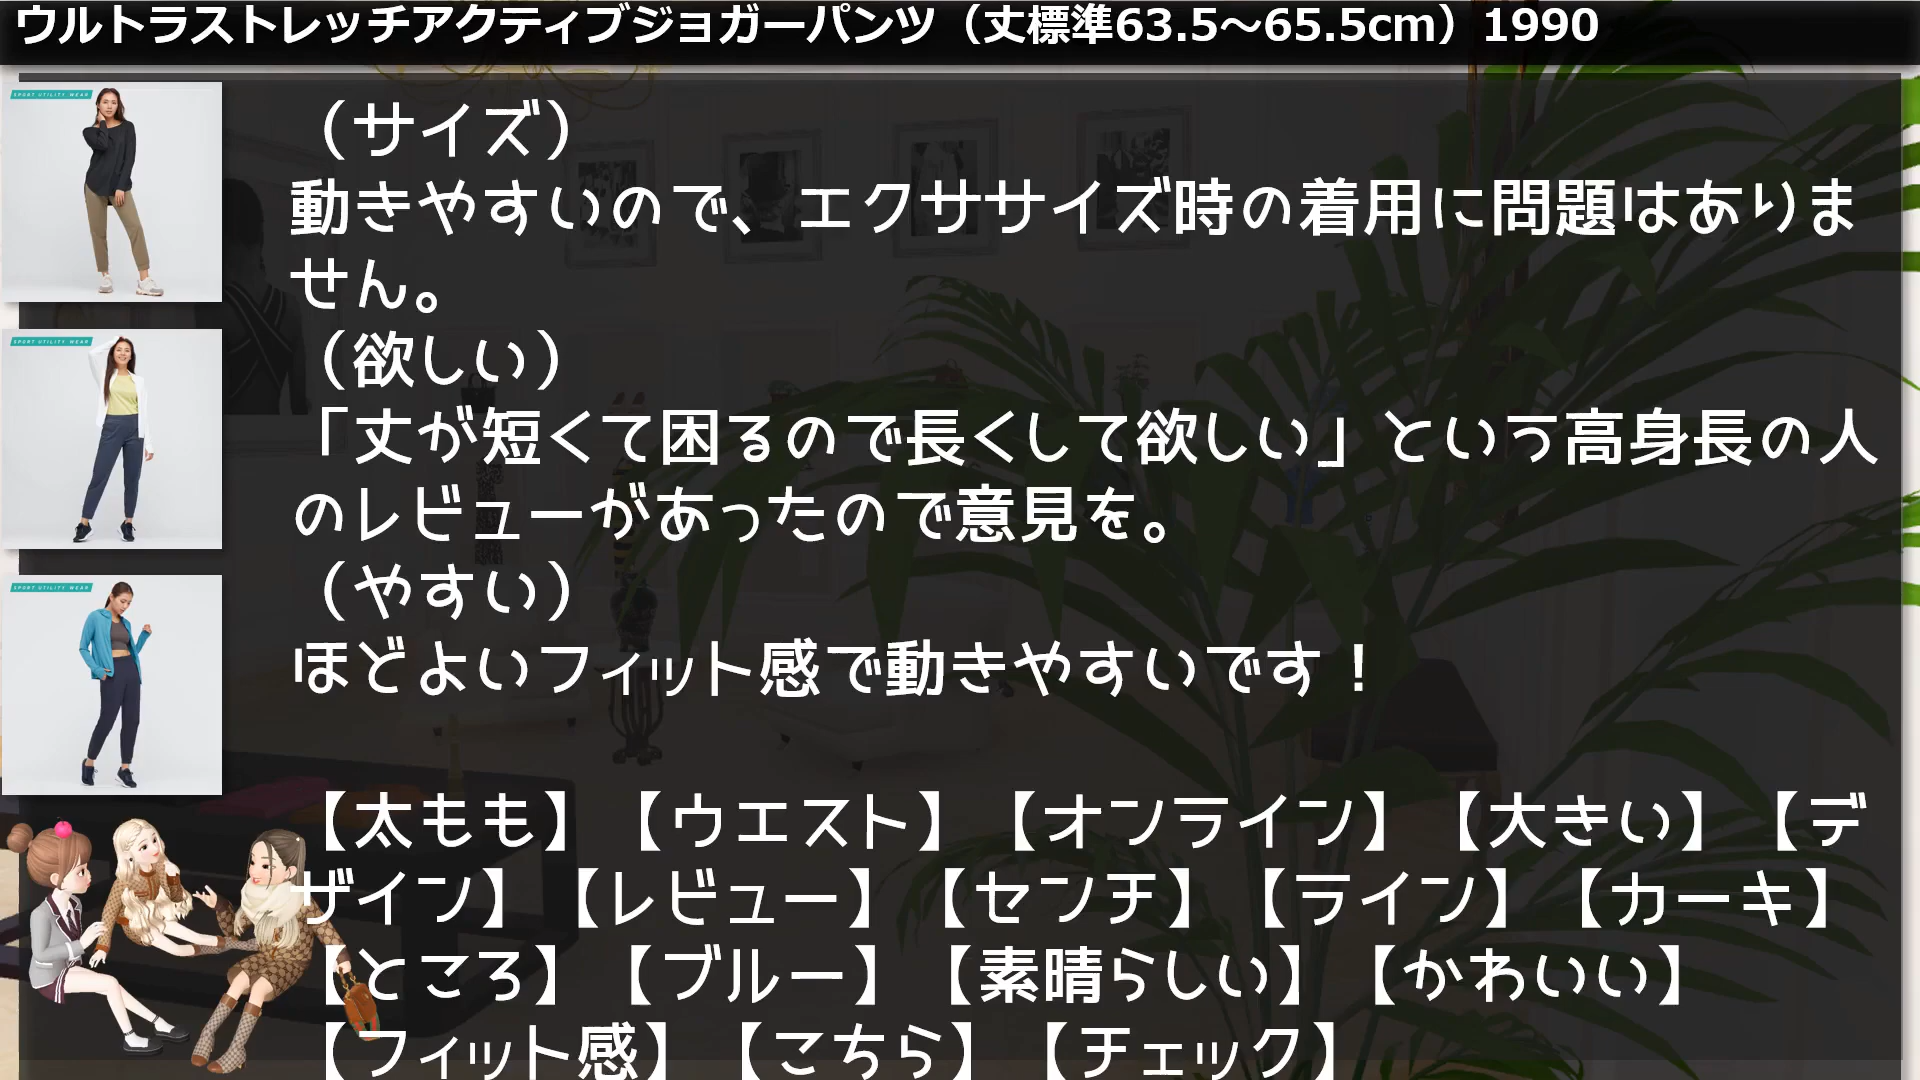 ウルトラストレッチアクティブジョガーパンツ（丈標準63.5～65.5cm）1990
SPORT UTILITY WEAR
（サイズ）
動きやすいので、エクササイズ時の着用に問題はありま
せん。
（欲しい）
SPORT UTILITY WEAR
「丈が短くて困るので長くして欲しい」という高身長の人
のレビューがあったので意見を。
（やすい）
SPORT UTILITY WEAR
ほどよいフィット感で動きやすいです！
【太もも】【ウエスト】【オンライン】【大きい】【デ
ザイン】【レビュー】【センチ】【ライン】【カーキ】
【ところ】【ブルー】【素晴らしい】【かわいい】
【フィット感】【こちら】【チェック】